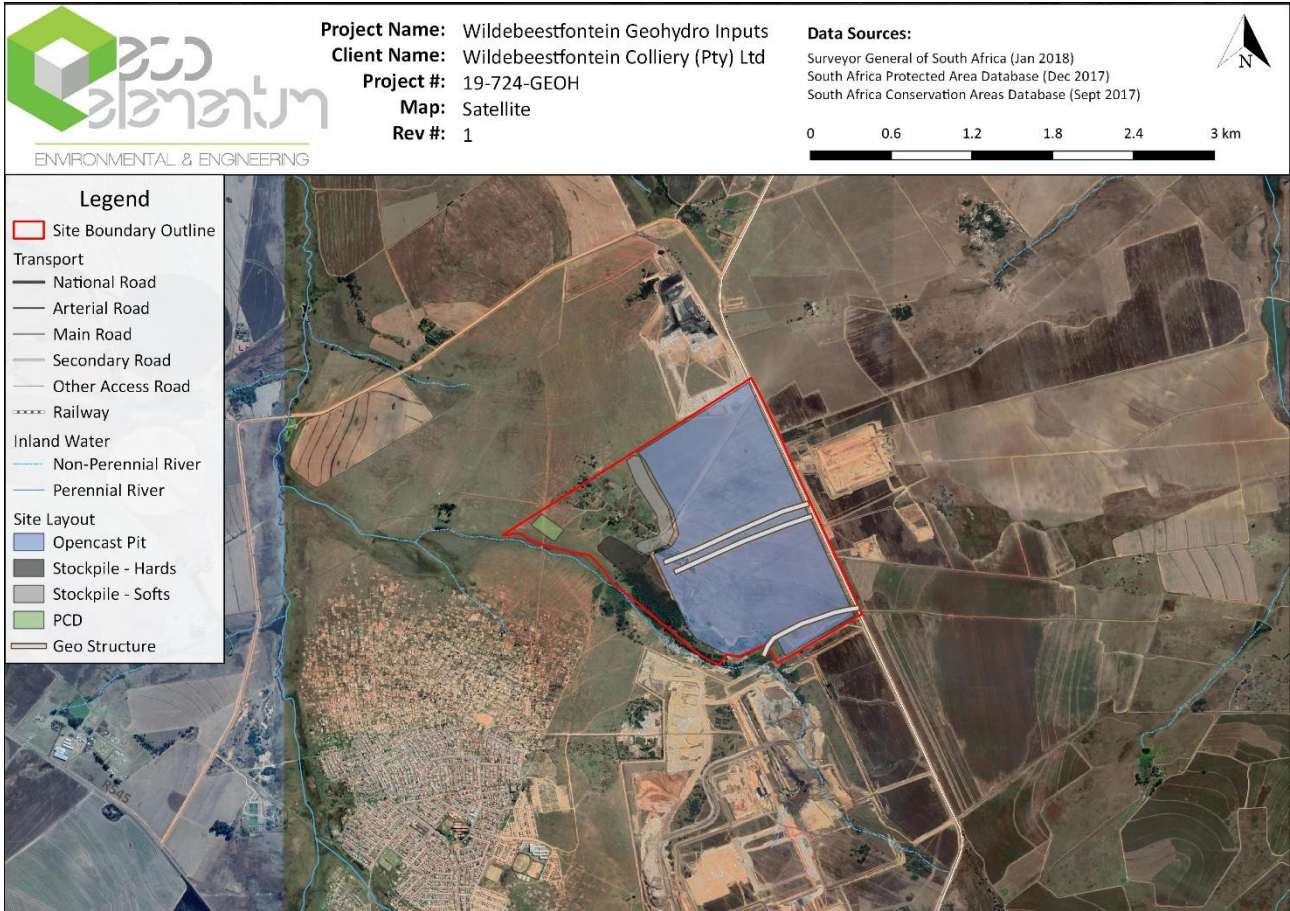 eco
elementum
ENVIRONMENTAL & ENGINEERING
Project Name: Wildebeestfontein Geohydro Inputs
Client Name: Wildebeestfontein Colliery (Pty) Ltd
Project #: 19-724-GEOH
Map: Satellite
Rev #: 1
Data Sources:
Surveyor General of South Africa (Jan 2018)
South Africa Protected Area Database (Dec 2017)
South Africa Conservation Areas Database (Sept 2017)
0 0.6 1.2 1.8 2.4 3 km
N
Legend
Site Boundary Outline
Transport
National Road
Arterial Road
Main Road
Secondary Road
Other Access Road
Railway
Inland Water
Non-Perennial River
Perennial River
Site Layout
Opencast Pit
Stockpile - Hards
Stockpile - Softs
PCD
Geo Structure
R545